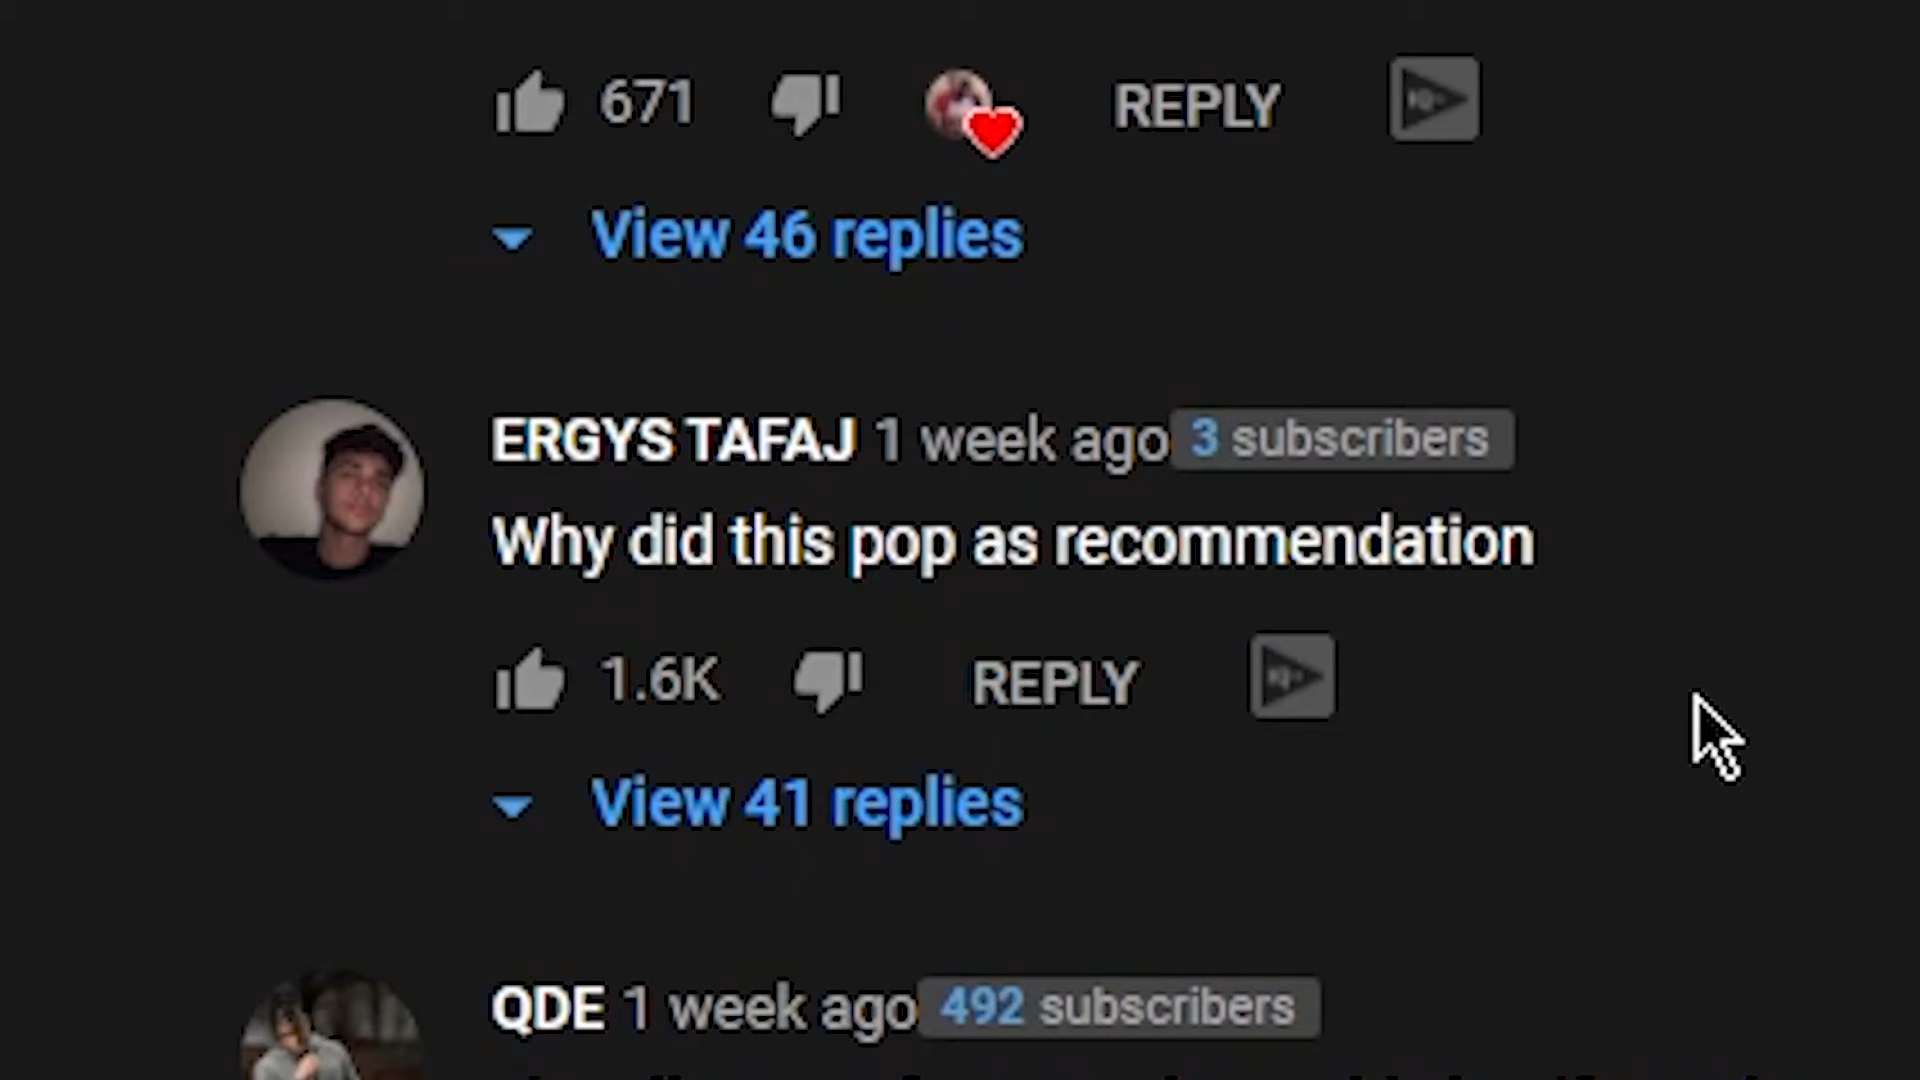 671 REPLY
View 46 replies
ERGYS TAFAJ 1 week ago 3 subscribers
Why did this pop as recommendation
1.6K REPLY
View 41 replies
QDE 1 week ago 492 subscribers